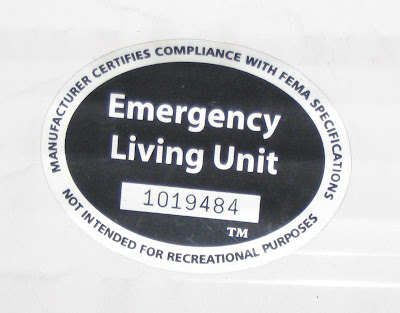 MANUFACTURER CERTIFIES COMPLIANCE WITH FEMA SPECIFICATIONS
Emergency
Living Unit
1019484
TM
NOT INTENDED FOR RECREATIONAL PURPOSES